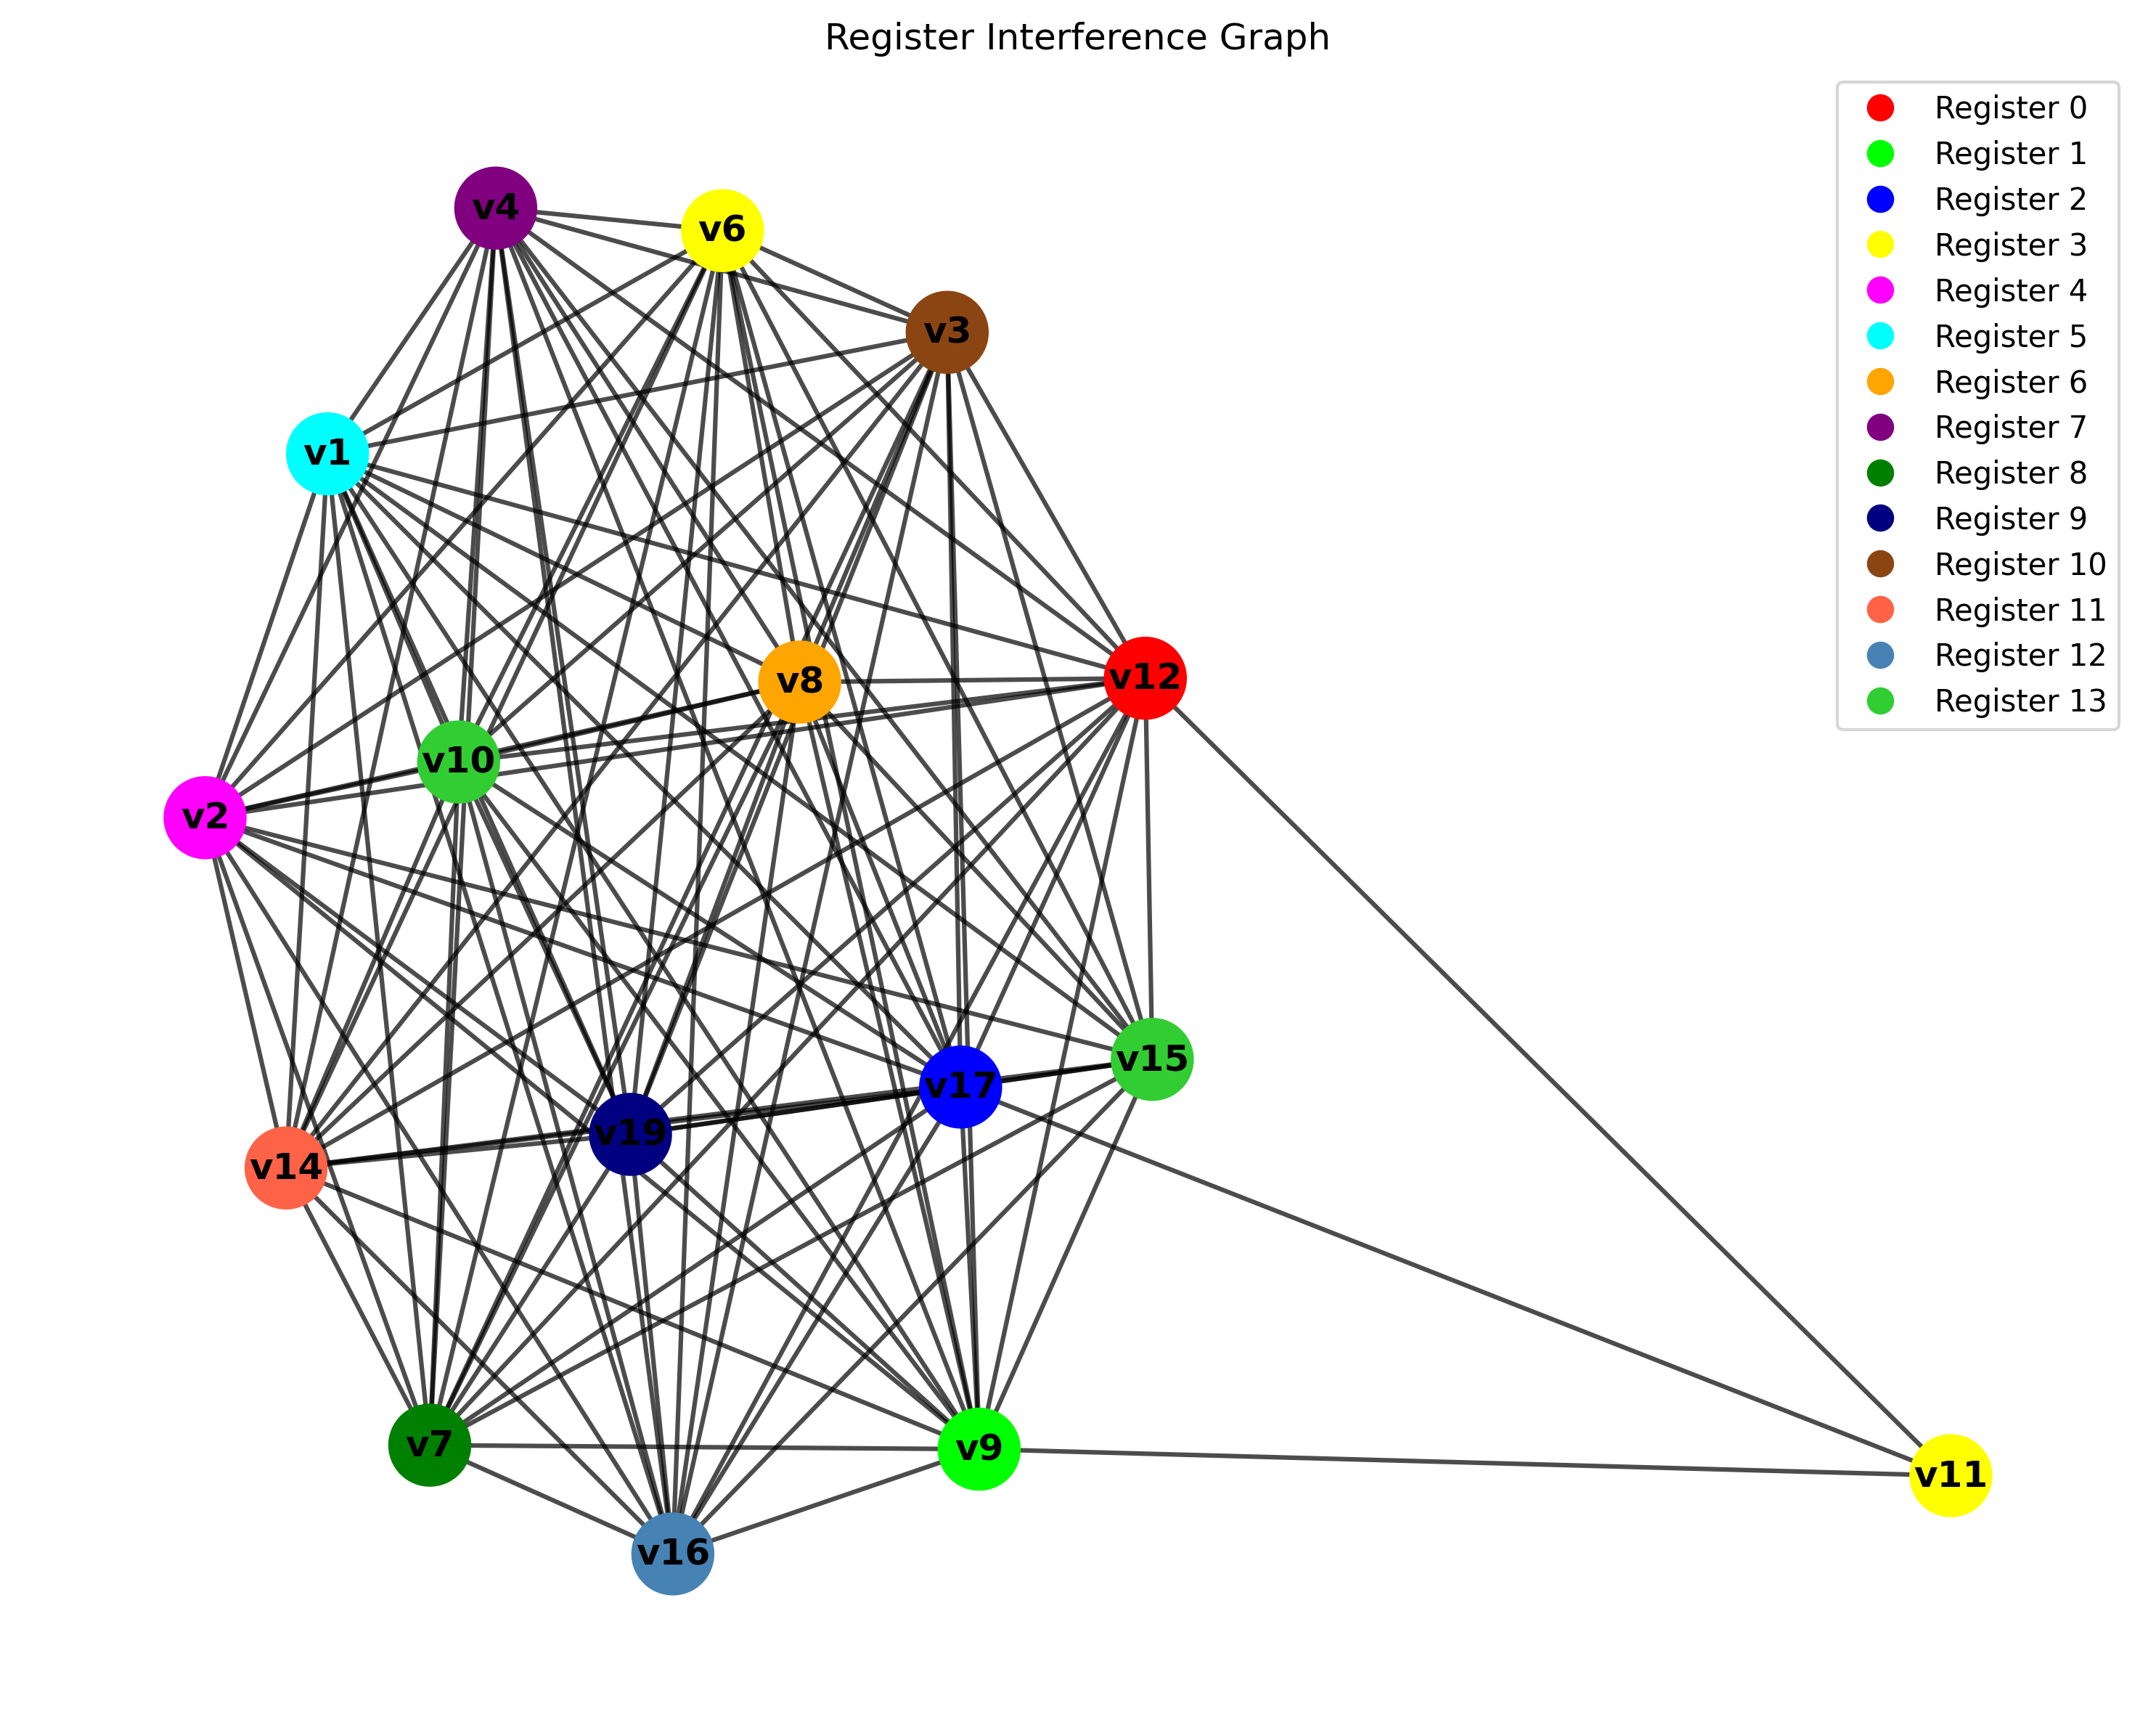 Register Interference Graph
Register 0
Register 1
Register 2
Register 3
Register 4
Register 5
Register 6
Register 7
Register 8
Register 9
Register 10
Register 11
Register 12
Register 13
v4
v6
v3
v1
v8
v12
v10
v2
v15
v17
v19
v14
v7
v9
v11
v16